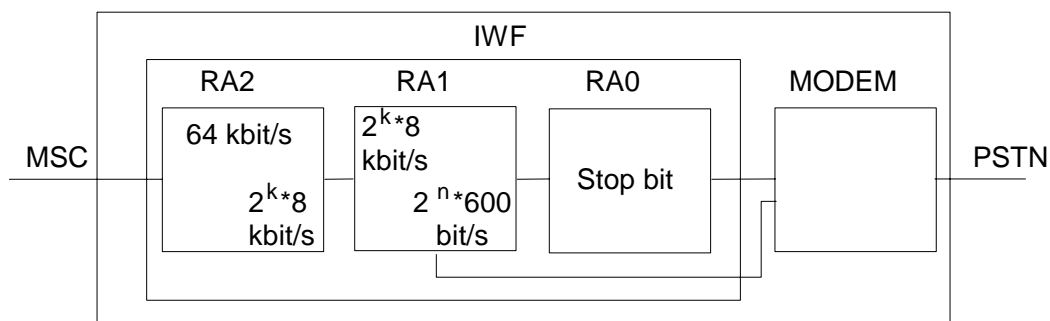 IWF
RA2 RA1 RA0 MODEM
MSC
64 kbit/s
2^k*8
kbit/s
2^k*8
kbit/s
2^n*600
bit/s
Stop bit
PSTN